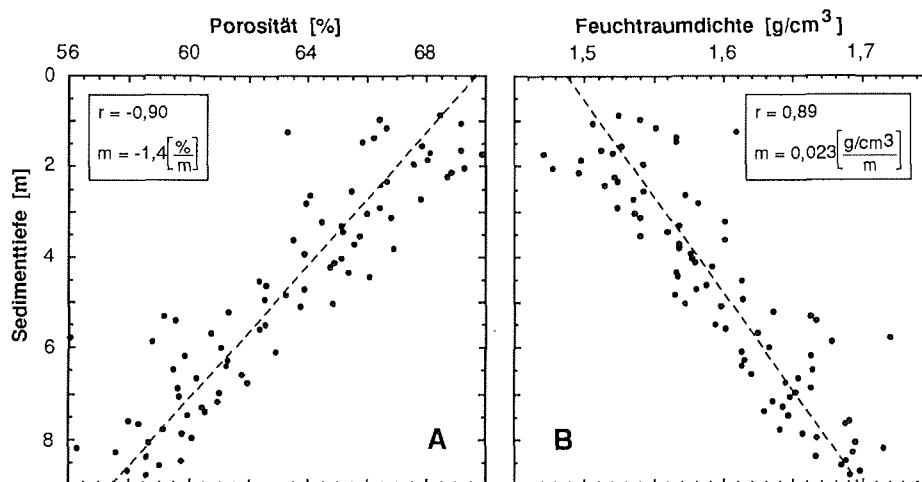 Porosität [%]
56 60 64 68
Feuchtraumdichte [g/cm³]
1,5 1,6 1,7
Sedimenttiefe [m]
0
2
4
6
8
r = -0,90
m = -1,4 [%/m]
A
r = 0,89
m = 0,023 [g/cm3/m]
B